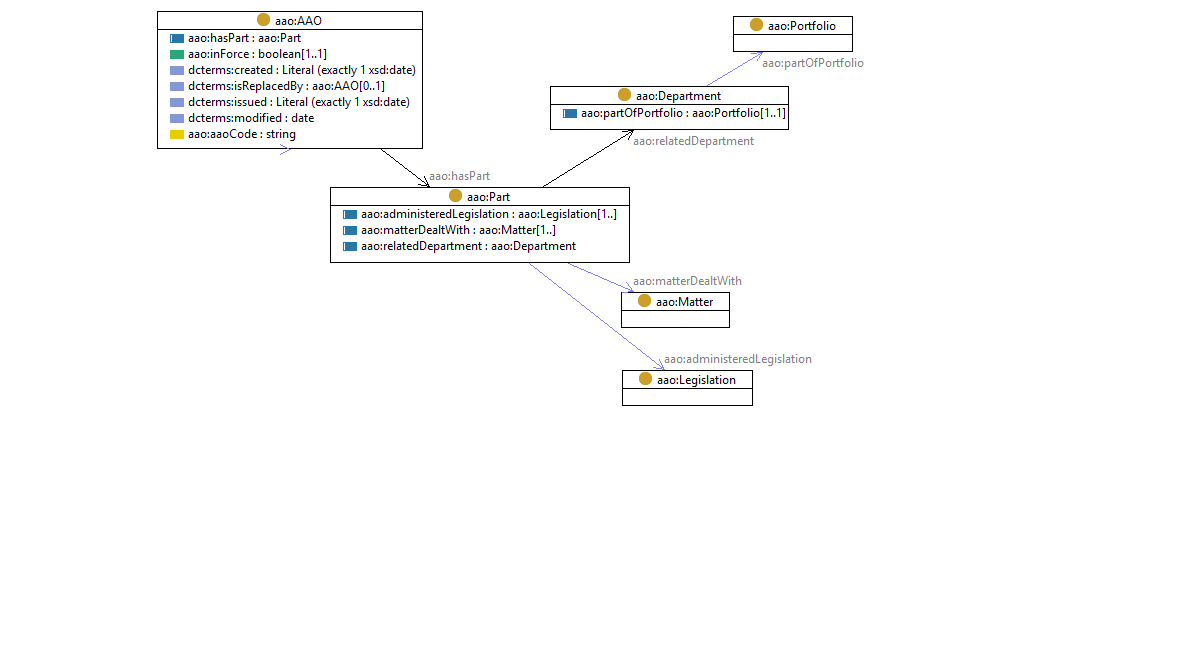 aao:AAO
aao:hasPart : aao:Part
aao:inForce : boolean[1..1]
dcterms:created : Literal (exactly 1 xsd:date)
dcterms:isReplacedBy : aao:AAO[0..1]
dcterms:issued : Literal (exactly 1 xsd:date)
dcterms:modified : date
aao:aaoCode : string
aao:Portfolio
aao:partOfPortfolio
aao:Department
aao:partOfPortfolio : aao:Portfolio[1..1]
aao:relatedDepartment
aao:hasPart
aao:Part
aao:administeredLegislation : aao:Legislation[1..]
aao:matterDealtWith : aao:Matter[1..]
aao:relatedDepartment : aao:Department
aao:matterDealtWith
aao:Matter
aao:administeredLegislation
aao:Legislation